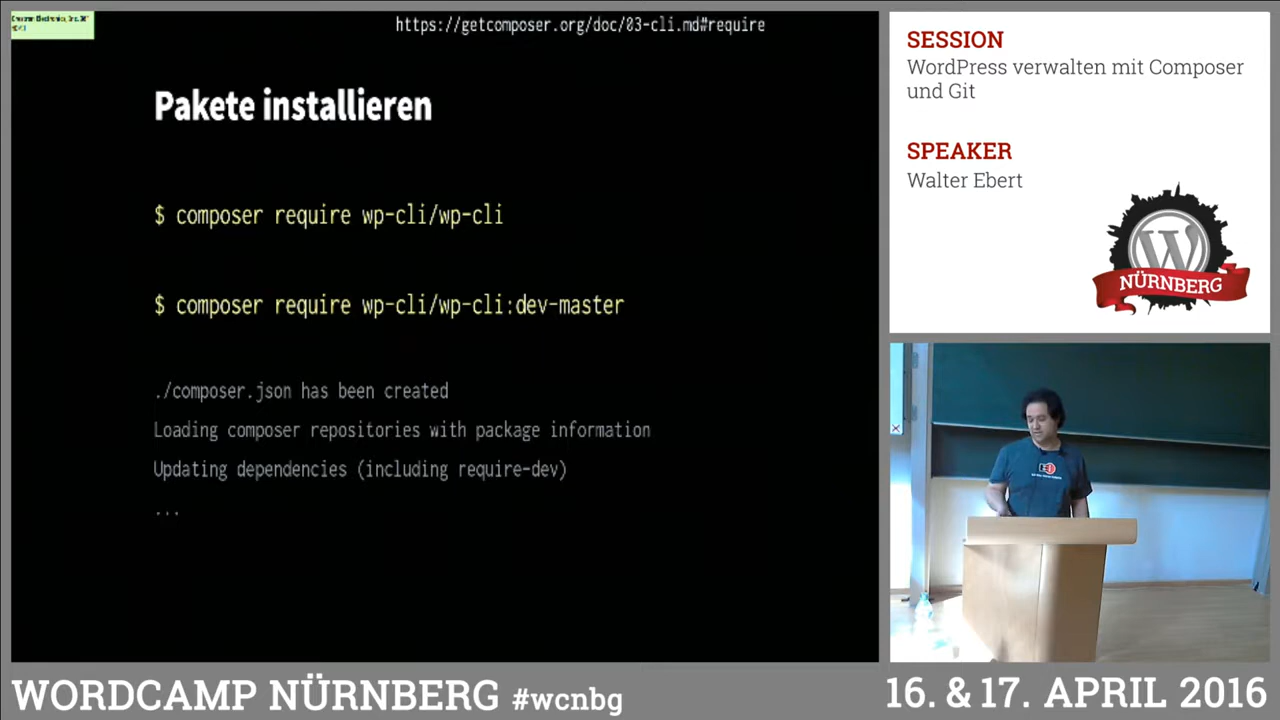 https://getcomposer.org/doc/03-cli.md#require
Pakete installieren
$ composer require wp-cli/wp-cli
$ composer require wp-cli/wp-cli:dev-master
./composer.json has been created
Loading composer repositories with package information
Updating dependencies (including require-dev)
...
SESSION
WordPress verwalten mit Composer
und Git
SPEAKER
Walter Ebert
W
NÜRNBERG
WORDCAMP NÜRNBERG #wcnbg
16. & 17. APRIL 2016